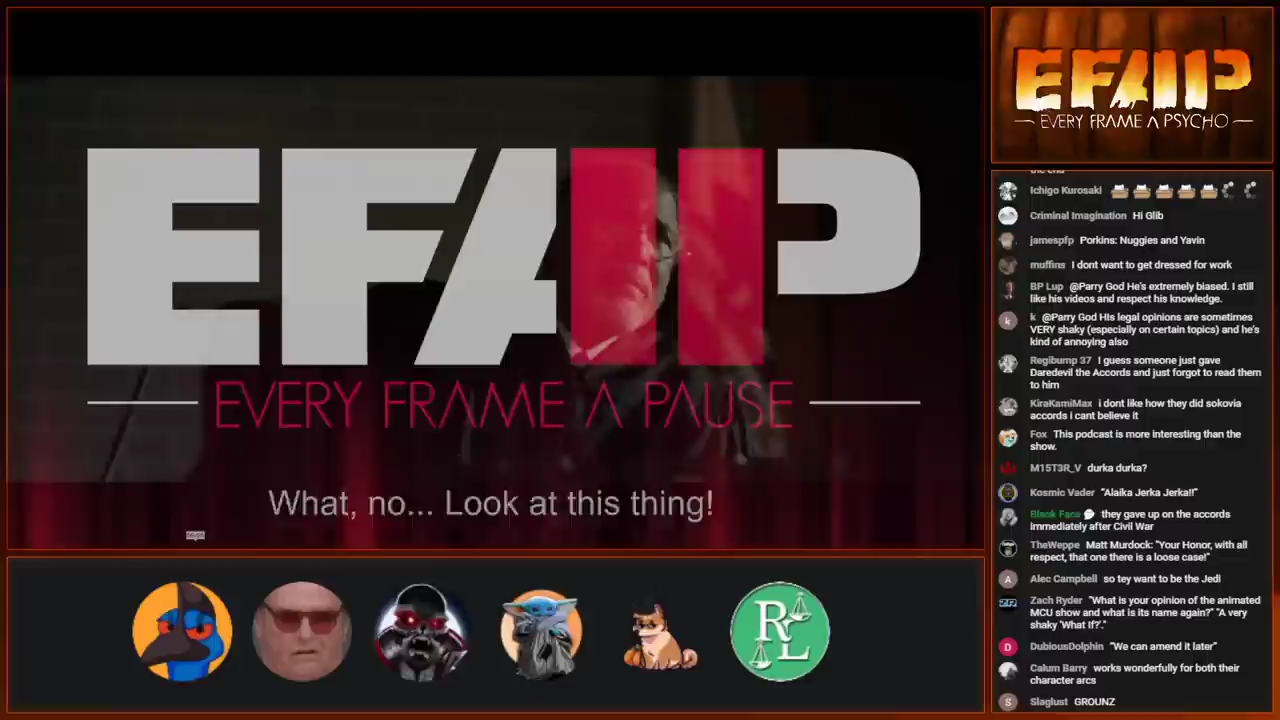 EFAP
EVERY FRAME A PAUSE
What, no... Look at this thing!
EFAP
EVERY FRAME A PSYCHO
the end
Ichigo Kurosaki
Criminal Imagination Hi Glib
jamespfp Porkins: Nuggies and Yavin
muffins I dont want to get dressed for work
BP Lup @Parry God He's extremely biased. I still
like his videos and respect his knowledge.
k @Parry God HIs legal opinions are sometimes
VERY shaky (especially on certain topics) and he's
kind of annoying also
Regibump 37 I guess someone just gave
Daredevil the Accords and just forgot to read them
to him
KiraKamiMax i dont like how they did sokovia
accords i cant believe it
Fox This podcast is more interesting than the
show.
M15T3R_V durka durka?
Kosmic Vader “Alaika Jerka Jerka!!”
Black Face they gave up on the accords
immediately after Civil War
TheWeppe Matt Murdock: "Your Honor, with all
respect, that one there is a loose case!"
A Alec Campbell so tey want to be the Jedi
ZR Zach Ryder "What is your opinion of the animated
MCU show and what is its name again?" "A very
shaky 'What If?'."
D DubiousDolphin "We can amend it later"
Calum Barry works wonderfully for both their
character arcs
S Slaglust GROUNZ
RL